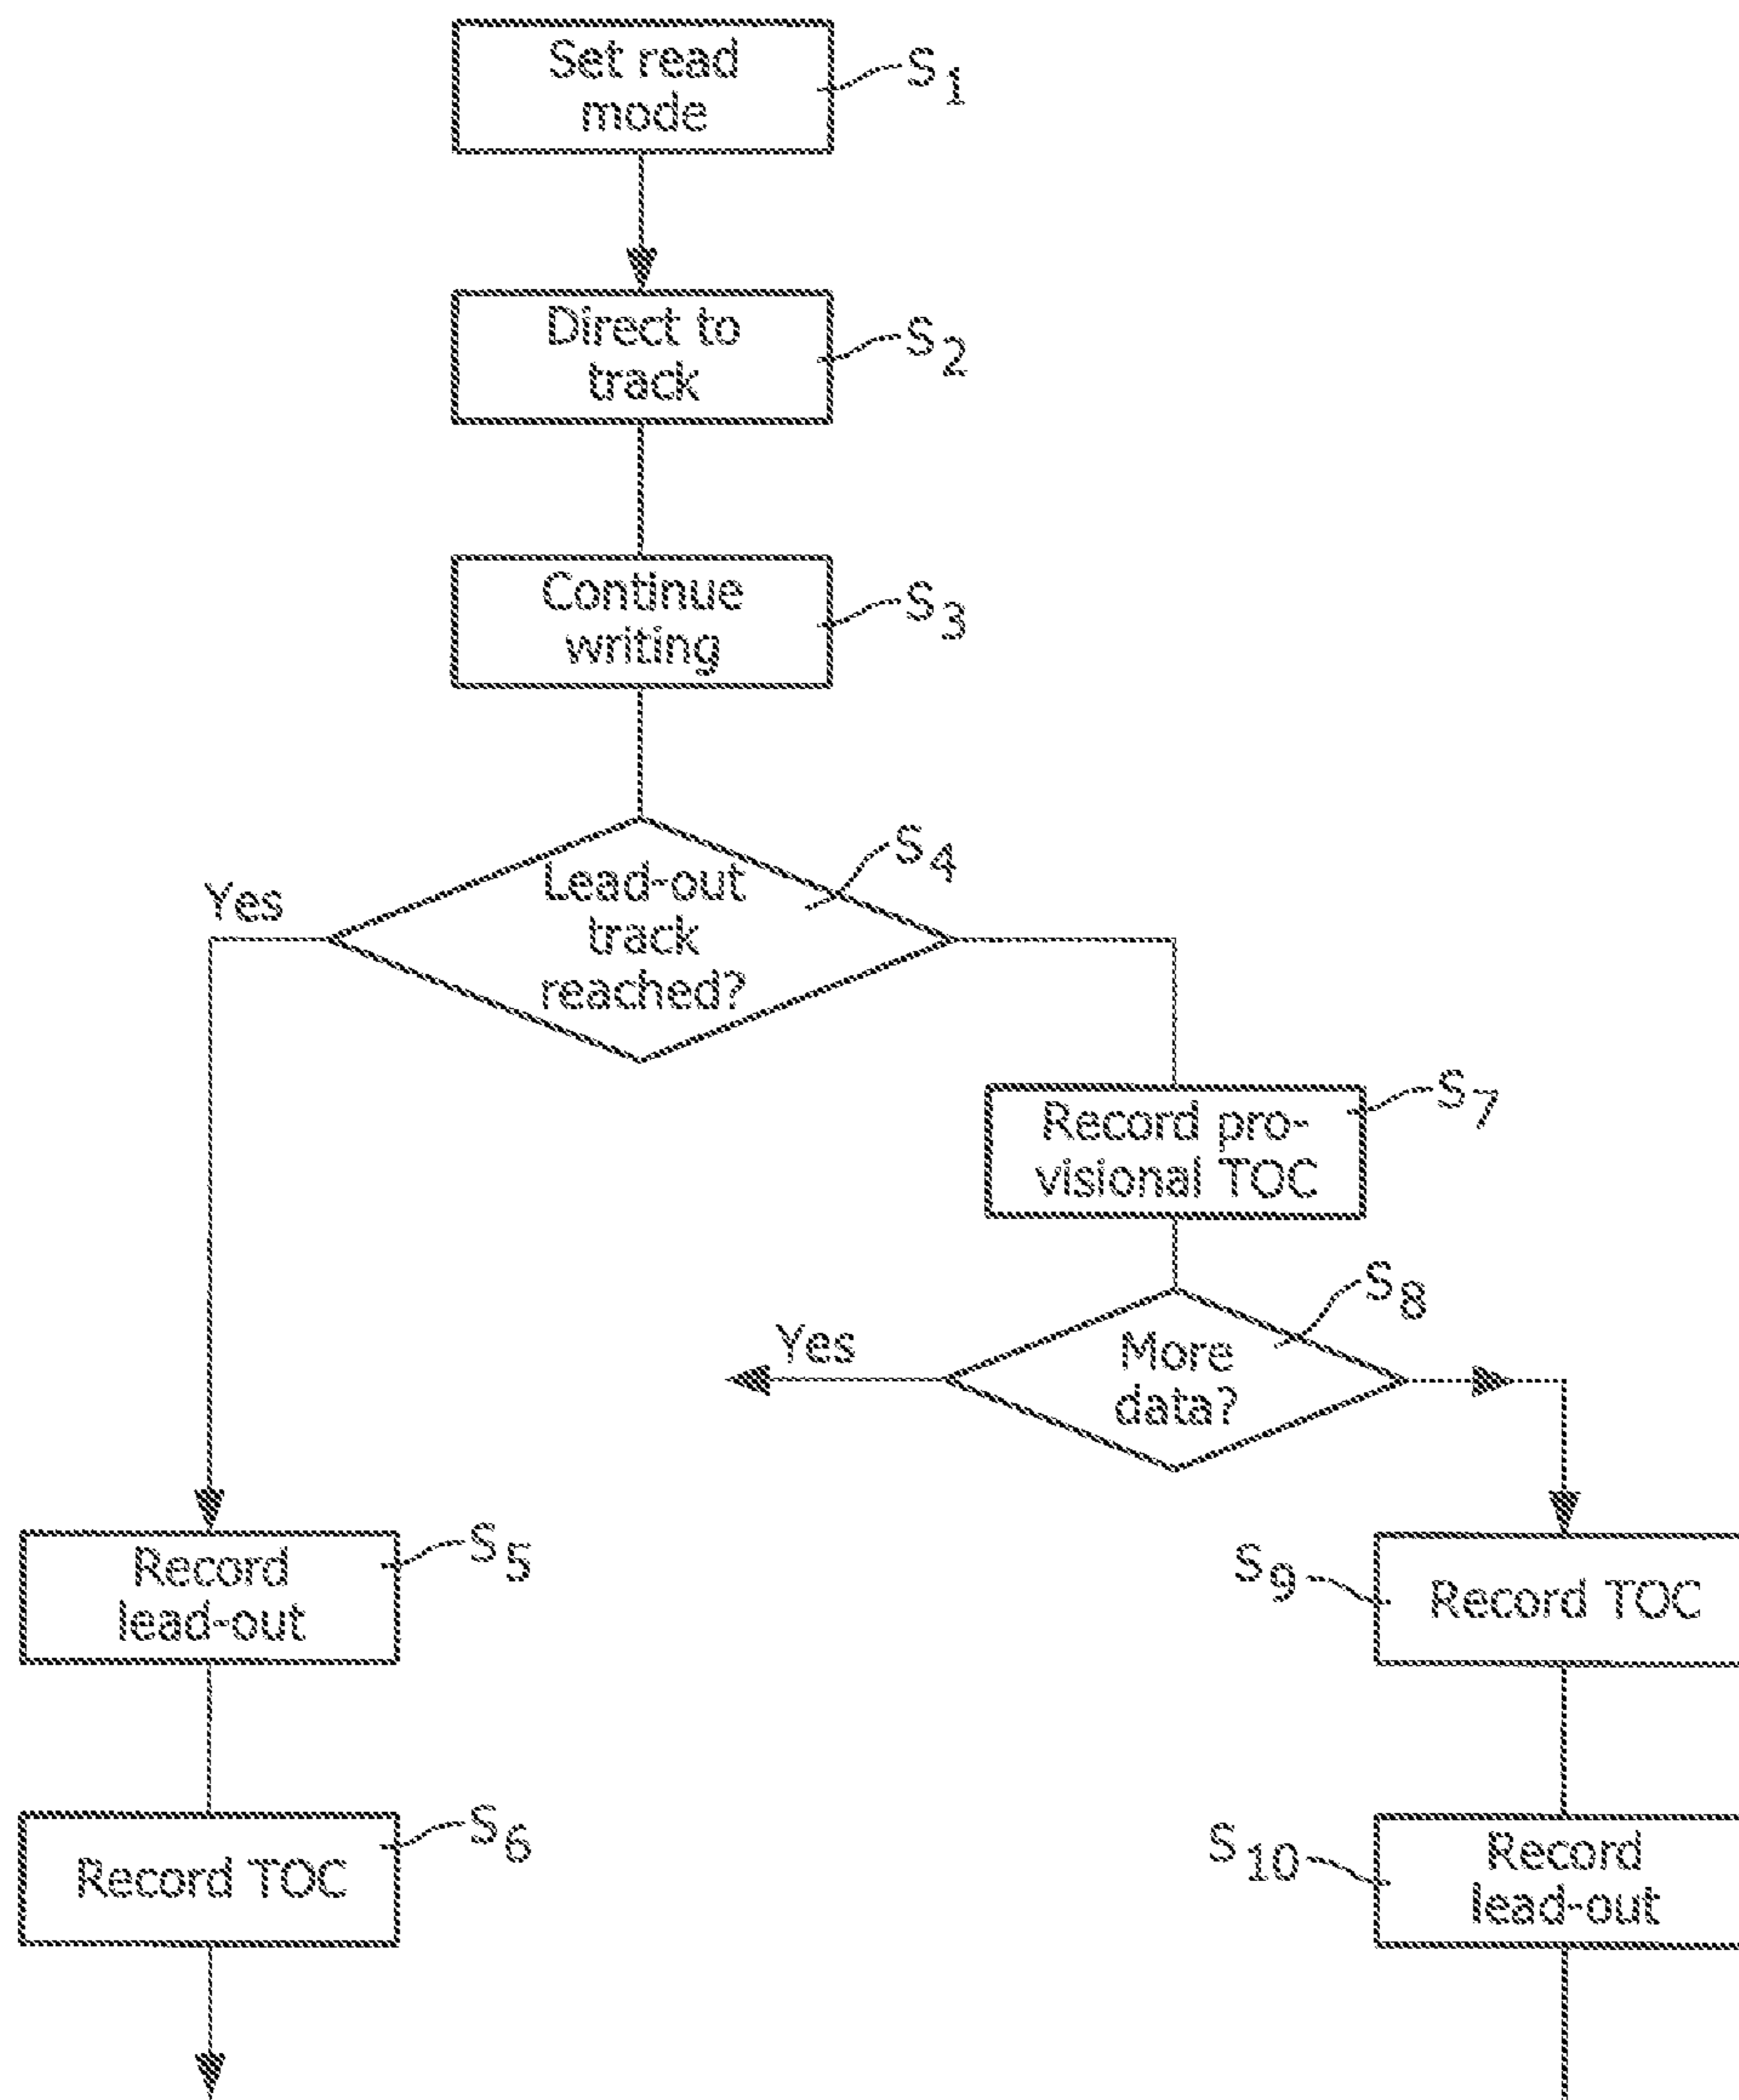 Set read
mode
S1
Direct to
track
S2
Continue
writing
S3
Lead-out
track
reached?
S4
Yes
Record pro-
visional TOC
S7
More
data?
S8
Yes
Record
lead-out
S5
S9
Record TOC
Record TOC
S6
S10
Record
lead-out